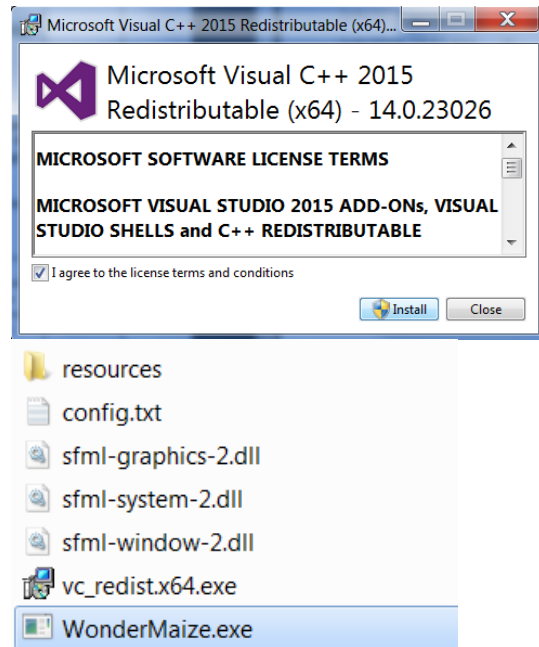 Microsoft Visual C++ 2015 Redistributable (x64)...
Microsoft Visual C++ 2015
Redistributable (x64) - 14.0.23026
MICROSOFT SOFTWARE LICENSE TERMS
MICROSOFT VISUAL STUDIO 2015 ADD-ONs, VISUAL
STUDIO SHELLS and C++ REDISTRIBUTABLE
I agree to the license terms and conditions
Install Close
resources
config.txt
sfml-graphics-2.dll
sfml-system-2.dll
sfml-window-2.dll
vc_redist.x64.exe
WonderMaize.exe